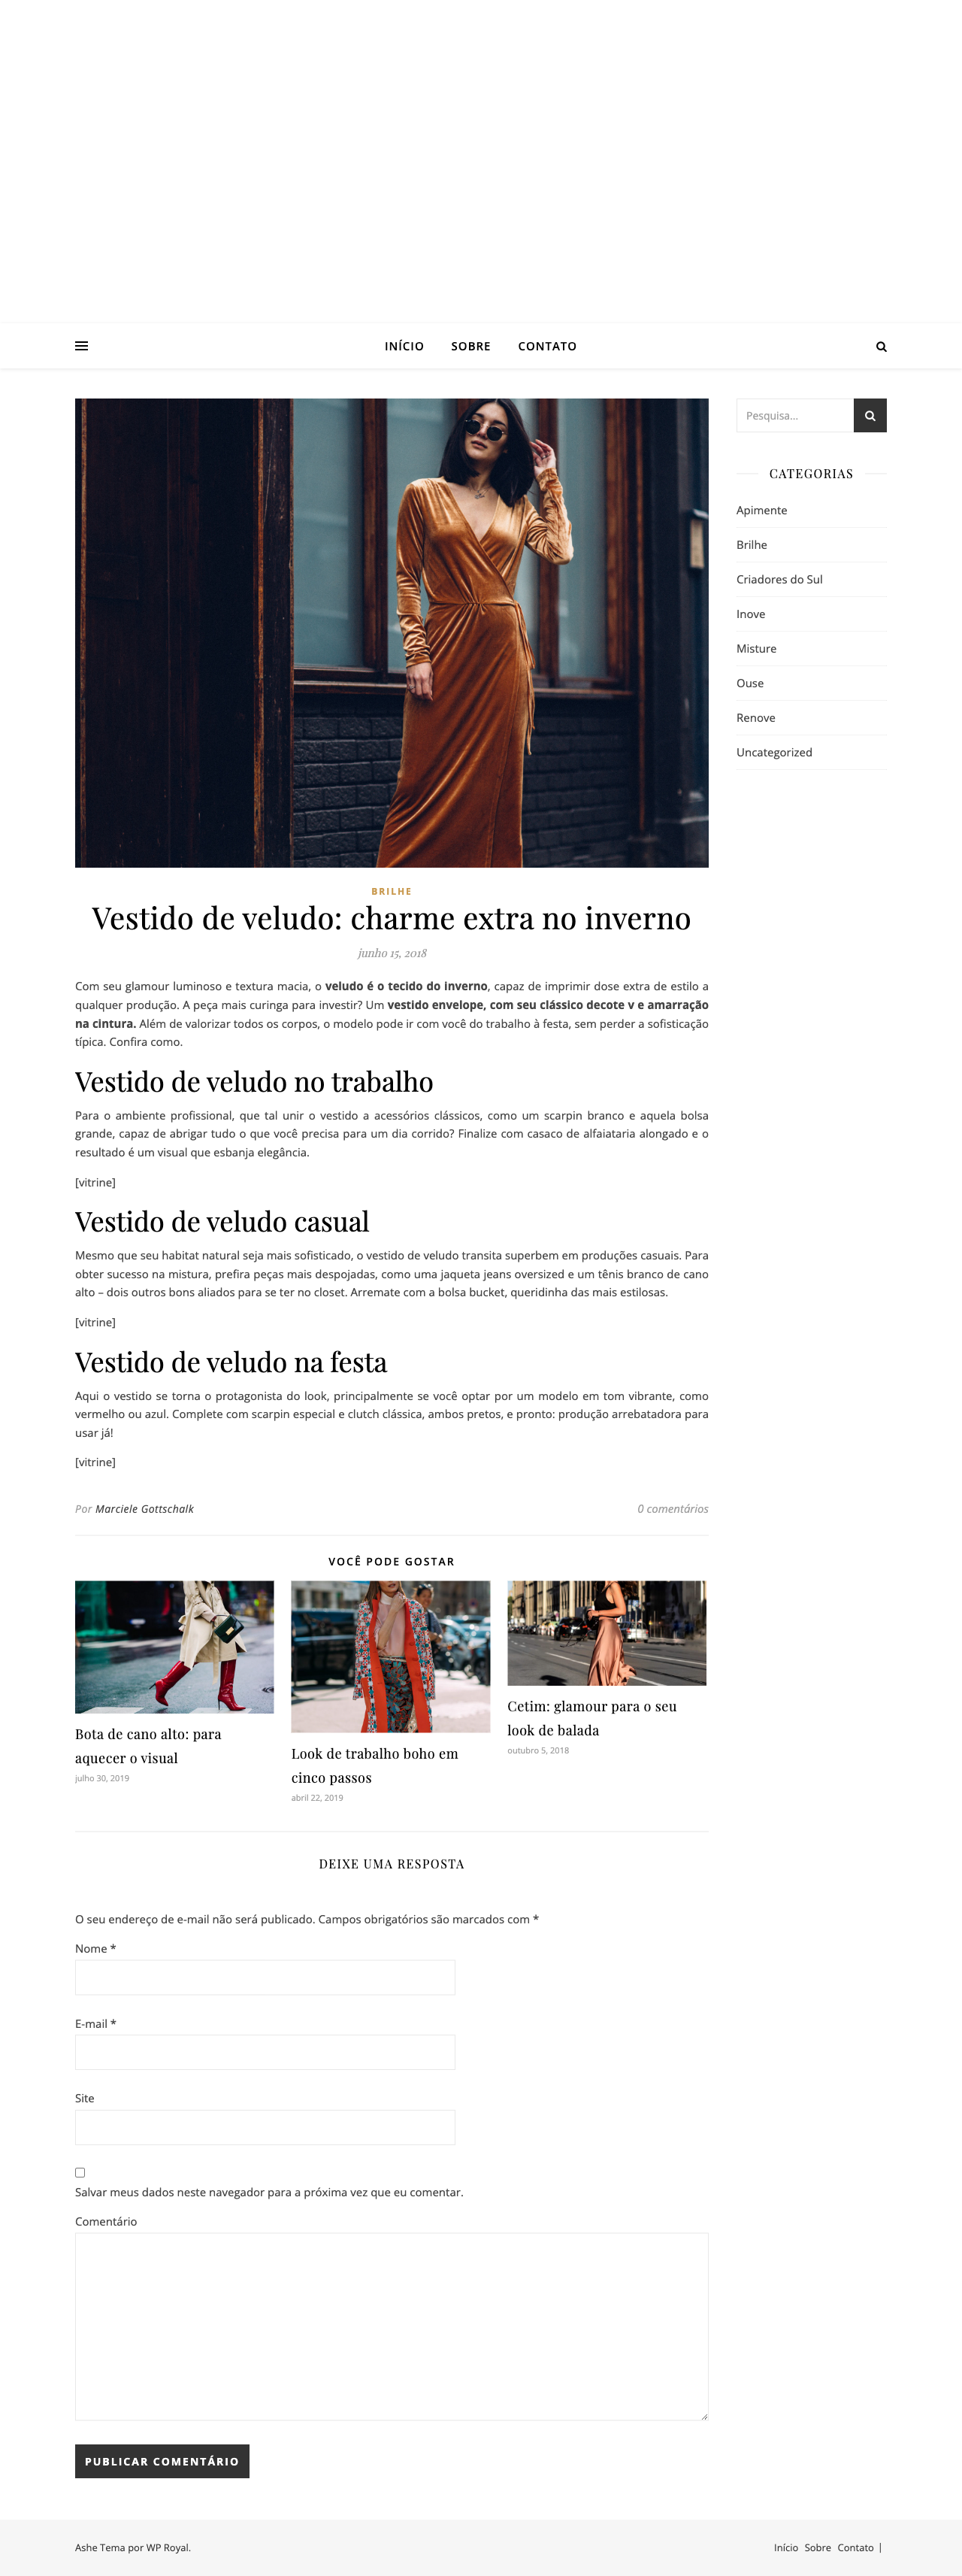 INÍCIO SOBRE CONTATO
BRILHE
Vestido de veludo: charme extra no inverno
junho 15, 2018
Com seu glamour luminoso e textura macia, o veludo é o tecido do inverno, capaz de imprimir dose extra de estilo a
qualquer produção. A peça mais curinga para investir? Um vestido envelope, com seu clássico decote v e amarração
na cintura. Além de valorizar todos os corpos, o modelo pode ir com você do trabalho à festa, sem perder a sofisticação
típica. Confira como.
Vestido de veludo no trabalho
Para o ambiente profissional, que tal unir o vestido a acessórios clássicos, como um scarpin branco e aquela bolsa
grande, capaz de abrigar tudo o que você precisa para um dia corrido? Finalize com casaco de alfaiataria alongado e o
resultado é um visual que esbanja elegância.
[vitrine]
Vestido de veludo casual
Mesmo que seu habitat natural seja mais sofisticado, o vestido de veludo transita superbem em produções casuais. Para
obter sucesso na mistura, prefira peças mais despojadas, como uma jaqueta jeans oversized e um tênis branco de cano
alto – dois outros bons aliados para se ter no closet. Arremate com a bolsa bucket, queridinha das mais estilosas.
[vitrine]
Vestido de veludo na festa
Aqui o vestido se torna o protagonista do look, principalmente se você optar por um modelo em tom vibrante, como
vermelho ou azul. Complete com scarpin especial e clutch clássica, ambos pretos, e pronto: produção arrebatadora para
usar já!
[vitrine]
Por Marciele Gottschalk
0 comentários
VOCÊ PODE GOSTAR
Bota de cano alto: para
aquecer o visual
julho 30, 2019
Look de trabalho boho em
cinco passos
abril 22, 2019
Cetim: glamour para o seu
look de balada
outubro 5, 2018
DEIXE UMA RESPOSTA
O seu endereço de e-mail não será publicado. Campos obrigatórios são marcados com *
Nome *
E-mail *
Site
Salvar meus dados neste navegador para a próxima vez que eu comentar.
Comentário
PUBLICAR COMENTÁRIO
Pesquisa...
CATEGORIAS
Apimente
Brilhe
Criadores do Sul
Inove
Misture
Ouse
Renove
Uncategorized
Ashe Tema por WP Royal.
Início Sobre Contato |